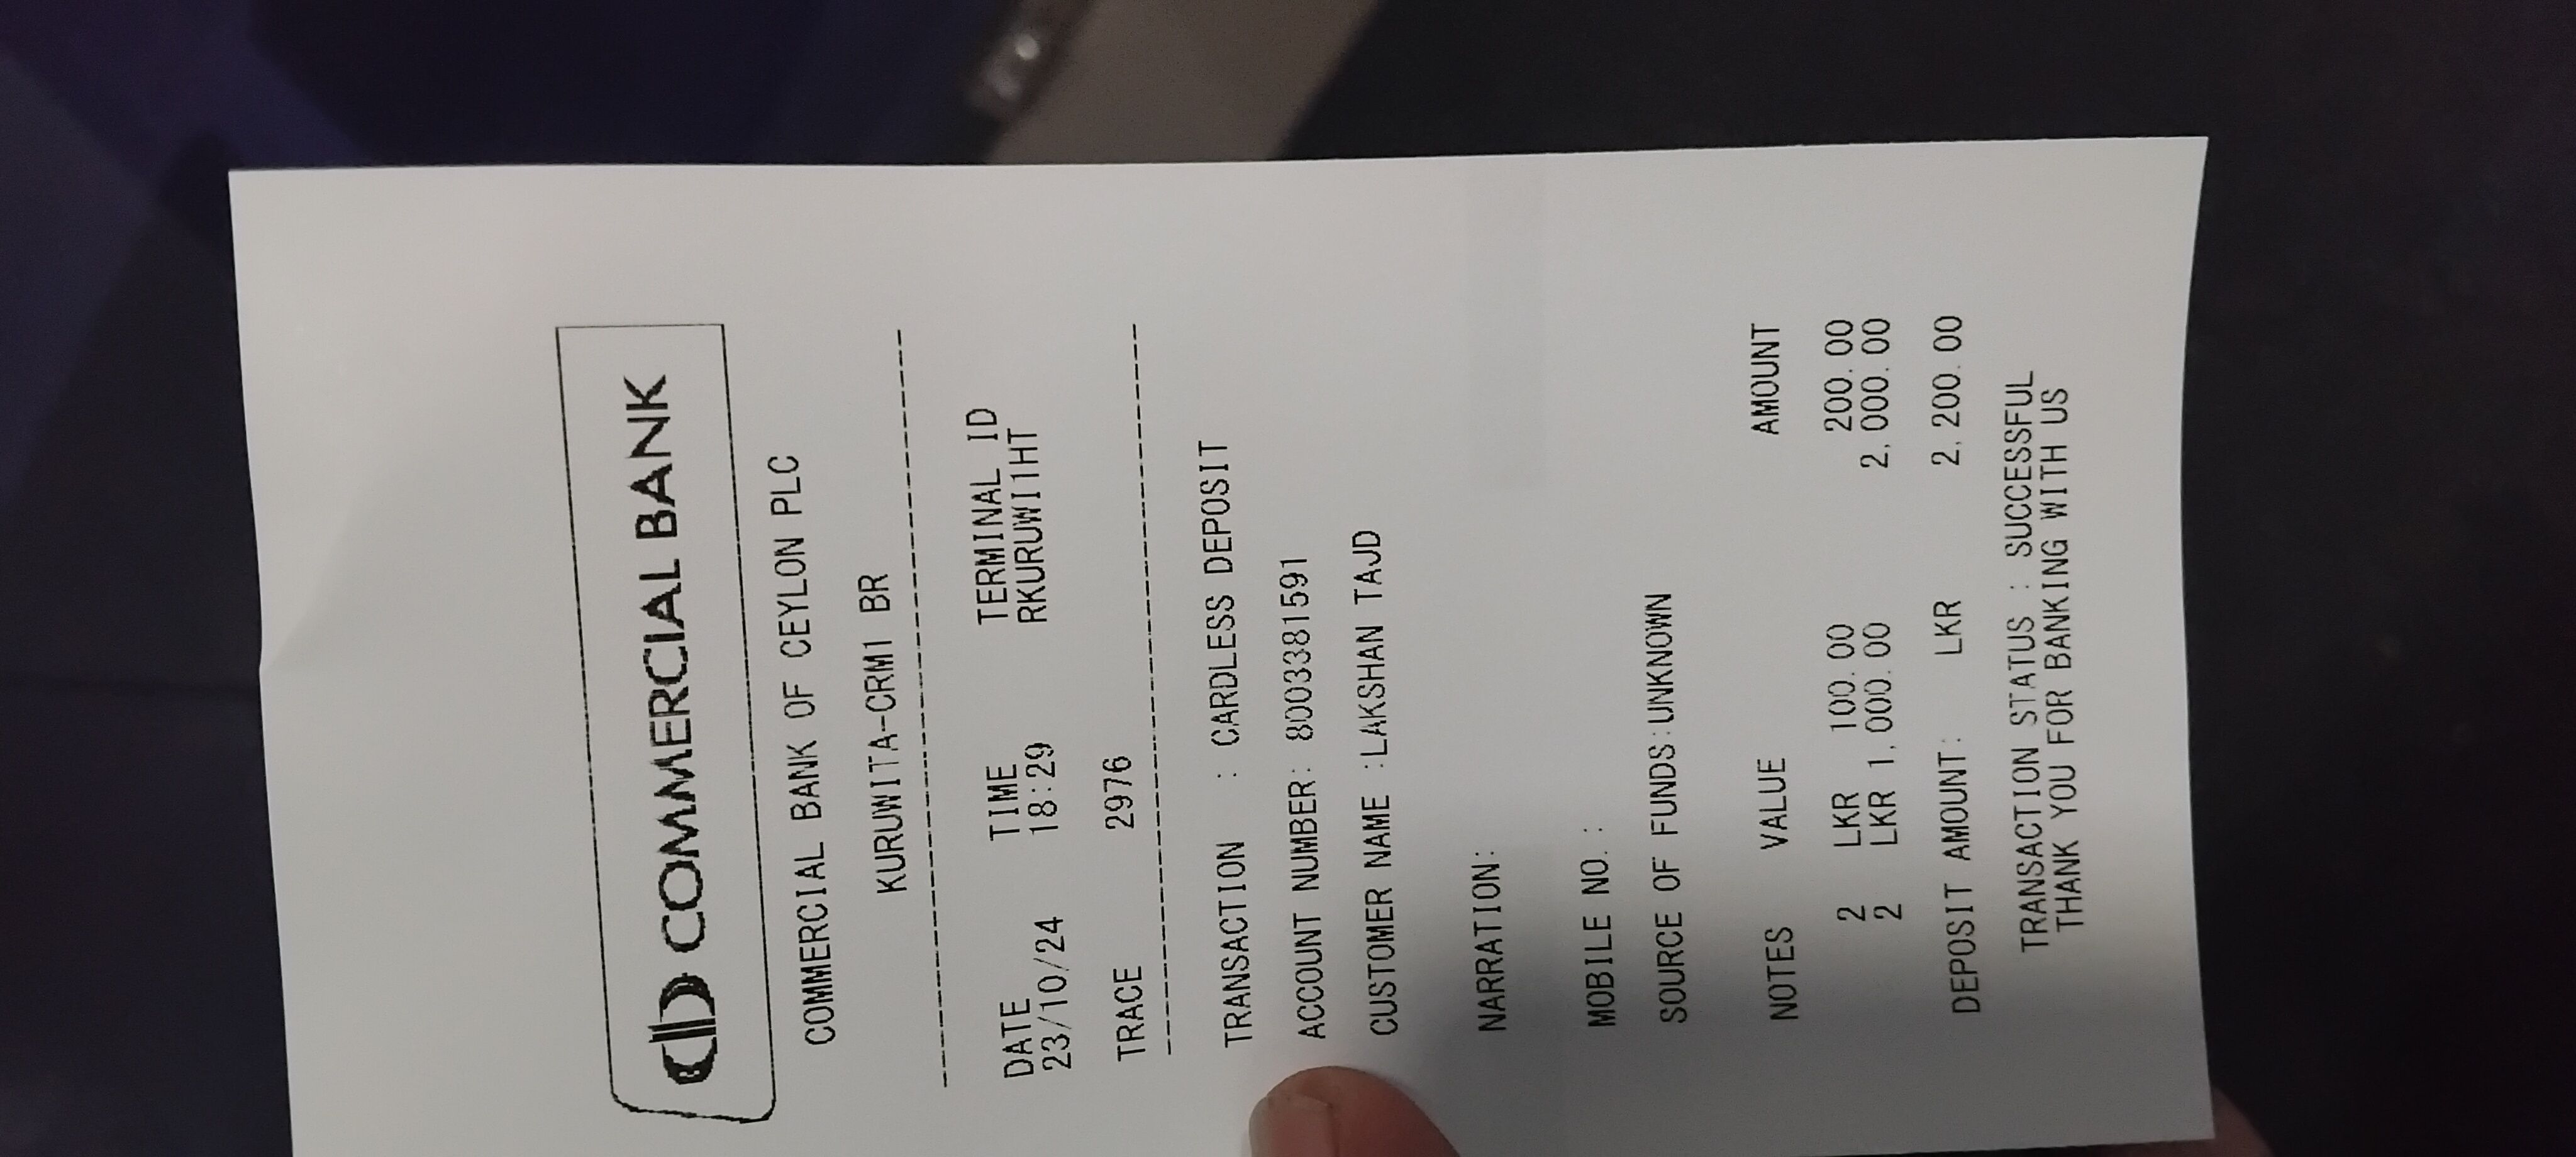 COMMERCIAL BANK
COMMERCIAL BANK OF CEYLON PLC
KURUWITA-CRM1 BR
DATE TIME TERMINAL ID
23/10/24 18:29 RKURUWI1HT
TRACE 2976
TRANSACTION : CARDLESS DEPOSIT
ACCOUNT NUMBER: 8003381591
CUSTOMER NAME :LAKSHAN TAJD
NARRATION:
MOBILE NO.:
SOURCE OF FUNDS:UNKNOWN
NOTES VALUE AMOUNT
2 LKR 100.00 200.00
2 LKR 1,000.00 2,000.00
DEPOSIT AMOUNT: LKR 2,200.00
TRANSACTION STATUS : SUCCESSFUL
THANK YOU FOR BANKING WITH US